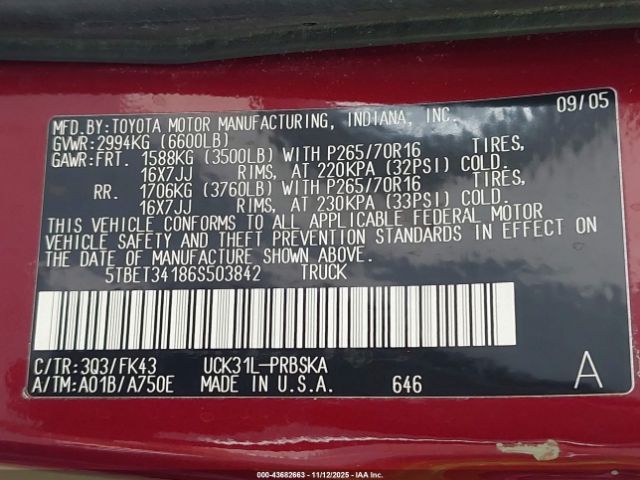 09/05
MFD.BY: TOYOTA MOTOR MANUFACTURING, INDIANA, INC.
GVWR: 2994KG (6600LB)
GAWR: FRT. 1588KG (3500LB) WITH P265/70R16 TIRES,
16X7JJ RIMS, AT 220KPA (32PSI) COLD.
RR. 1706KG (3760LB) WITH P265/70R16 TIRES,
16X7JJ RIMS, AT 230KPA (33PSI) COLD.
THIS VEHICLE CONFORMS TO ALL APPLICABLE FEDERAL MOTOR
VEHICLE SAFETY AND THEFT PREVENTION STANDARDS IN EFFECT ON
THE DATE OF MANUFACTURE SHOWN ABOVE.
5TBET34186S503842 TRUCK
C/TR: 3Q3/FK43 UCK31L-PRBSKA
A/TM: A01B/A750E MADE IN U.S.A. 646 A
000-43682663 - 11/12/2025 - IAA Inc.